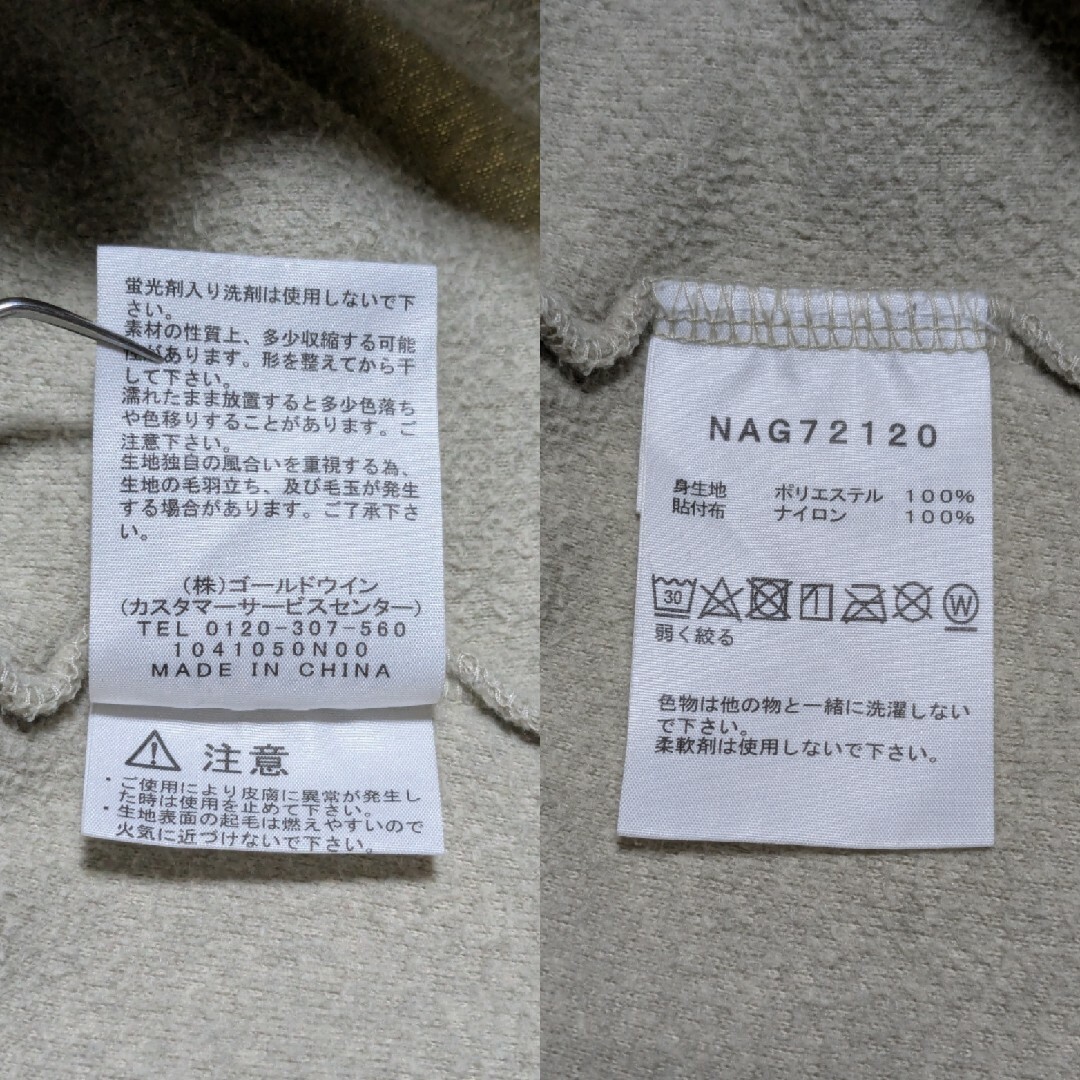 蛍光剤入り洗剤は使用しないで下
さい。
素材の性質上、多少収縮する可能
があります。形を整えてから干
して下さい。
濡れたまま放置すると多少色落ち
や色移りすることがあります。ご
注意下さい。
生地独自の風合いを重視する為、
生地の毛羽立ち、及び毛玉が発生
する場合があります。ご了承下さ
い。
(株)ゴールドウイン
(カスタマーサービスセンター)
TEL 0120-307-560
1041050N00
MADE IN CHINA
注意
・ご使用により皮膚に異常が発生し
た時は使用を止めて下さい。
・生地表面の起毛は燃えやすいので
火気に近づけないで下さい。
NAG72120
身生地 ポリエステル 100%
貼付布 ナイロン 100%
30 W
弱く絞る
色物は他の物と一緒に洗濯しない
で下さい。
柔軟剤は使用しないで下さい。